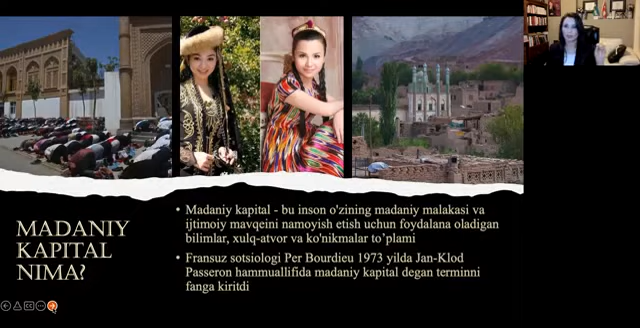 MADANIY
KAPITAL
NIMA?
• Madaniy kapital - bu inson o'zining madaniy malakasi va
ijtimoiy mavqeini namoyish etish uchun foydalana oladigan
bilimlar, xulq-atvor va ko'nikmalar to’plami
• Fransuz sotsiologi Per Bourdieu 1973 yilda Jan-Klod
Passeron hammuallifida madaniy kapital degan terminni
fanga kiritdi